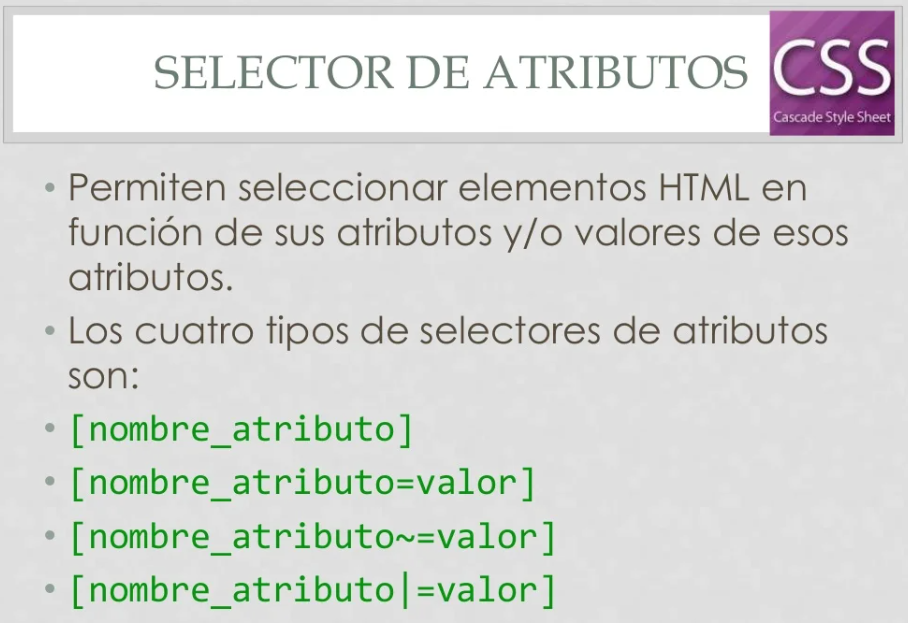 SELECTOR DE ATRIBUTOS
CSS
Cascade Style Sheet
• Permiten seleccionar elementos HTML en
función de sus atributos y/o valores de esos
atributos.
• Los cuatro tipos de selectores de atributos
son:
• [nombre_atributo]
• [nombre_atributo=valor]
• [nombre_atributo~=valor]
• [nombre_atributo|=valor]